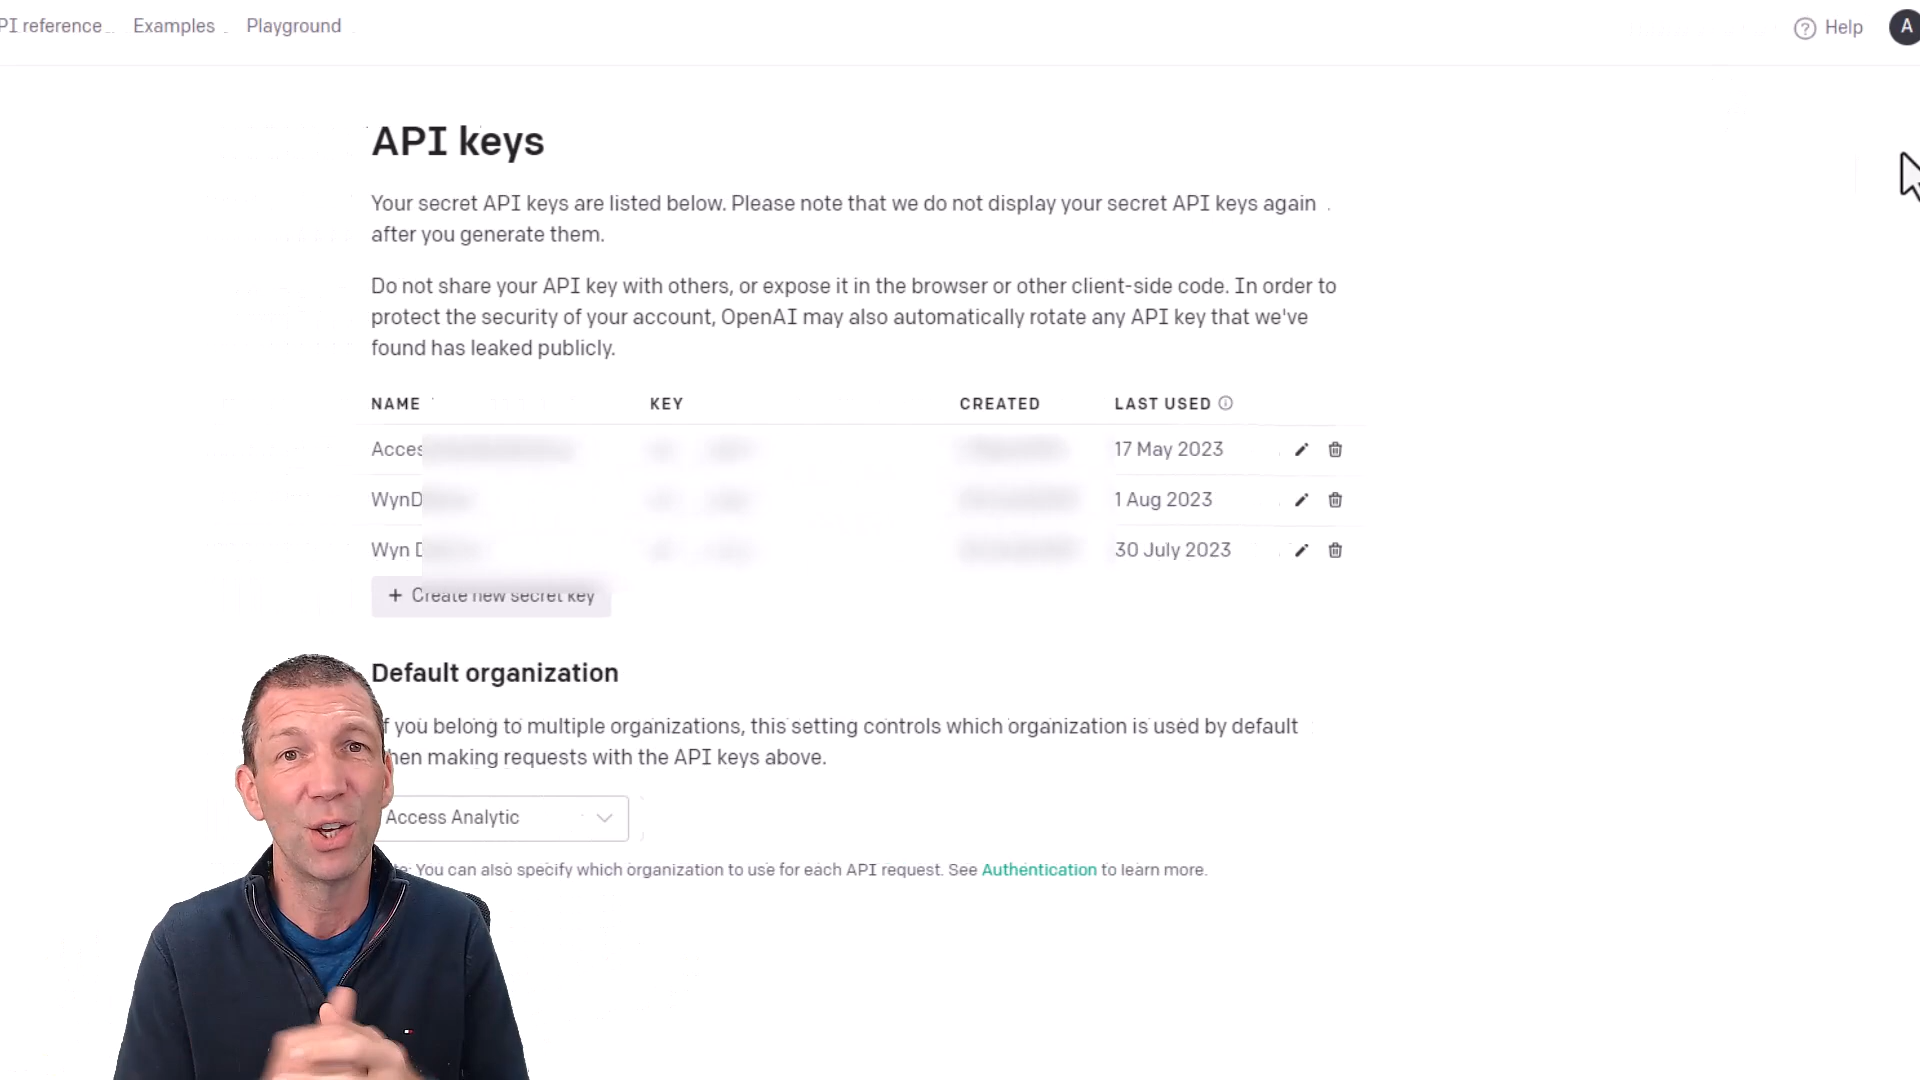 PI reference
Examples
Playground
Help
A
API keys
Your secret API keys are listed below. Please note that we do not display your secret API keys again
after you generate them.
Do not share your API key with others, or expose it in the browser or other client-side code. In order to
protect the security of your account, OpenAI may also automatically rotate any API key that we've
found has leaked publicly.
NAME KEY CREATED LAST USED
Acces 17 May 2023
WynD 1 Aug 2023
Wyn D 30 July 2023
+ Create new secret key
Default organization
f you belong to multiple organizations, this setting controls which organization is used by default
hen making requests with the API keys above.
Access Analytic
e: You can also specify which organization to use for each API request. See Authentication to learn more.